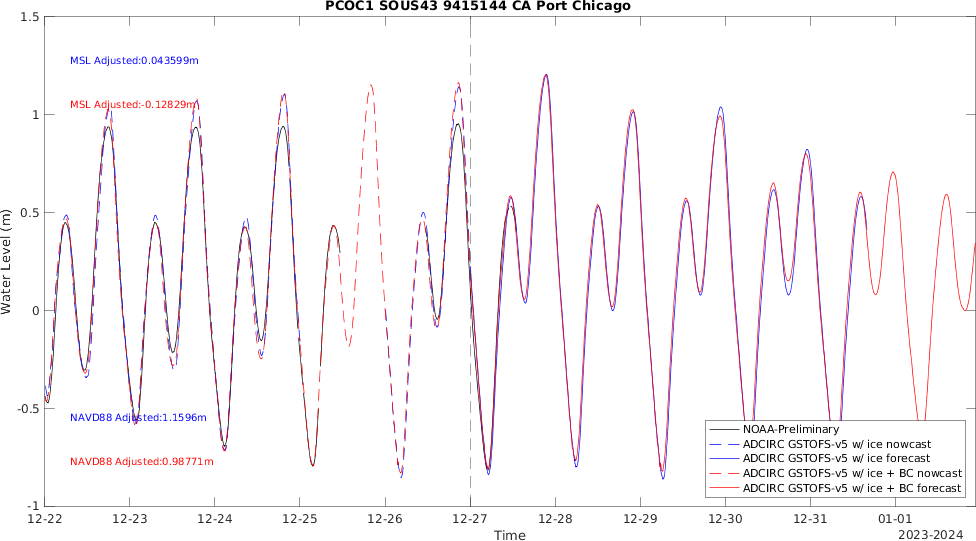 PCOC1 SOUS43 9415144 CA Port Chicago
1.5
MSL Adjusted:0.043599m
MSL Adjusted:-0.12829m
1
0.5
Water Level (m)
0
-0.5
NAVD88 Adjusted:1.1596m
NAVD88 Adjusted:0.98771m
NOAA-Preliminary
ADCIRC GSTOFS-v5 w/ ice nowcast
ADCIRC GSTOFS-v5 w/ ice forecast
ADCIRC GSTOFS-v5 w/ ice + BC nowcast
ADCIRC GSTOFS-v5 w/ ice + BC forecast
-1
12-22 12-23 12-24 12-25 12-26 12-27 12-28 12-29 12-30 12-31 01-01
Time
2023-2024